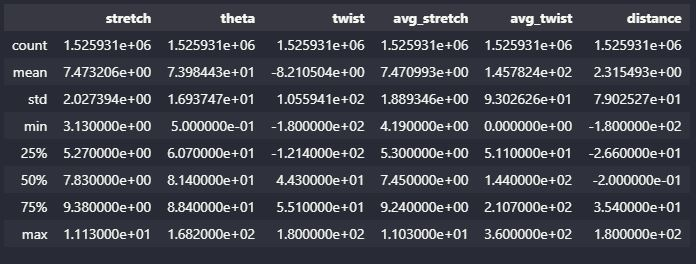 stretch theta twist avg_stretch avg_twist distance
count 1.525931e+06 1.525931e+06 1.525931e+06 1.525931e+06 1.525931e+06 1.525931e+06
mean 7.473206e+00 7.398443e+01 -8.210504e+00 7.470993e+00 1.457824e+02 2.315493e+00
std 2.027394e+00 1.693747e+01 1.055941e+02 1.889346e+00 9.302626e+01 7.902527e+01
min 3.130000e+00 5.000000e-01 -1.800000e+02 4.190000e+00 0.000000e+00 -1.800000e+02
25% 5.270000e+00 6.070000e+01 -1.214000e+02 5.300000e+00 5.110000e+01 -2.660000e+01
50% 7.830000e+00 8.140000e+01 4.430000e+01 7.450000e+00 1.440000e+02 -2.000000e-01
75% 9.380000e+00 8.840000e+01 5.510000e+01 9.240000e+00 2.107000e+02 3.540000e+01
max 1.113000e+01 1.682000e+02 1.800000e+02 1.103000e+01 3.600000e+02 1.800000e+02